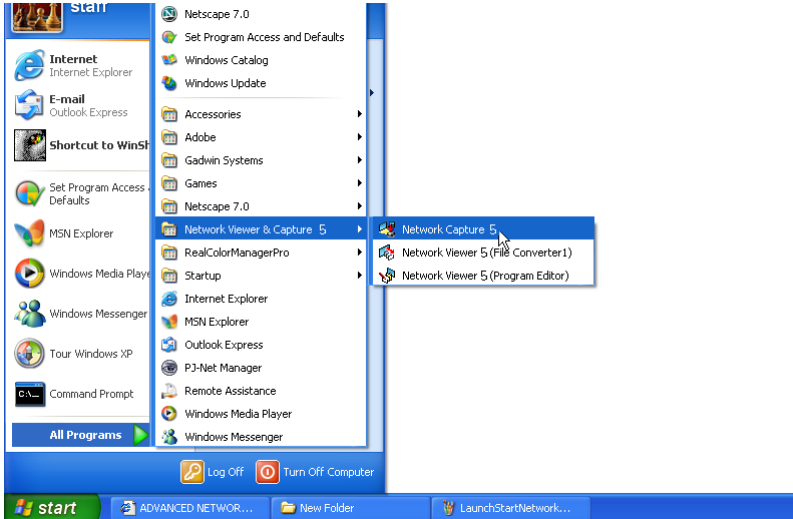 staff
Internet
Internet Explorer
E-mail
Outlook Express
Shortcut to WinSh
Set Program Access
Defaults
MSN Explorer
Windows Media Playe
Windows Messenger
Tour Windows XP
C:\_
Command Prompt
All Programs
Netscape 7.0
Set Program Access and Defaults
Windows Catalog
Windows Update
Accessories
Adobe
Gadwin Systems
Games
Netscape 7.0
Network Viewer & Capture 5
RealColorManagerPro
Startup
Internet Explorer
MSN Explorer
Outlook Express
PJ-Net Manager
Remote Assistance
Windows Media Player
Windows Messenger
Network Capture 5
Network Viewer 5 (File Converter1)
Network Viewer 5 (Program Editor)
Log Off
Turn Off Computer
start
ADVANCED NETWOR...
New Folder
LaunchStartNetwork...